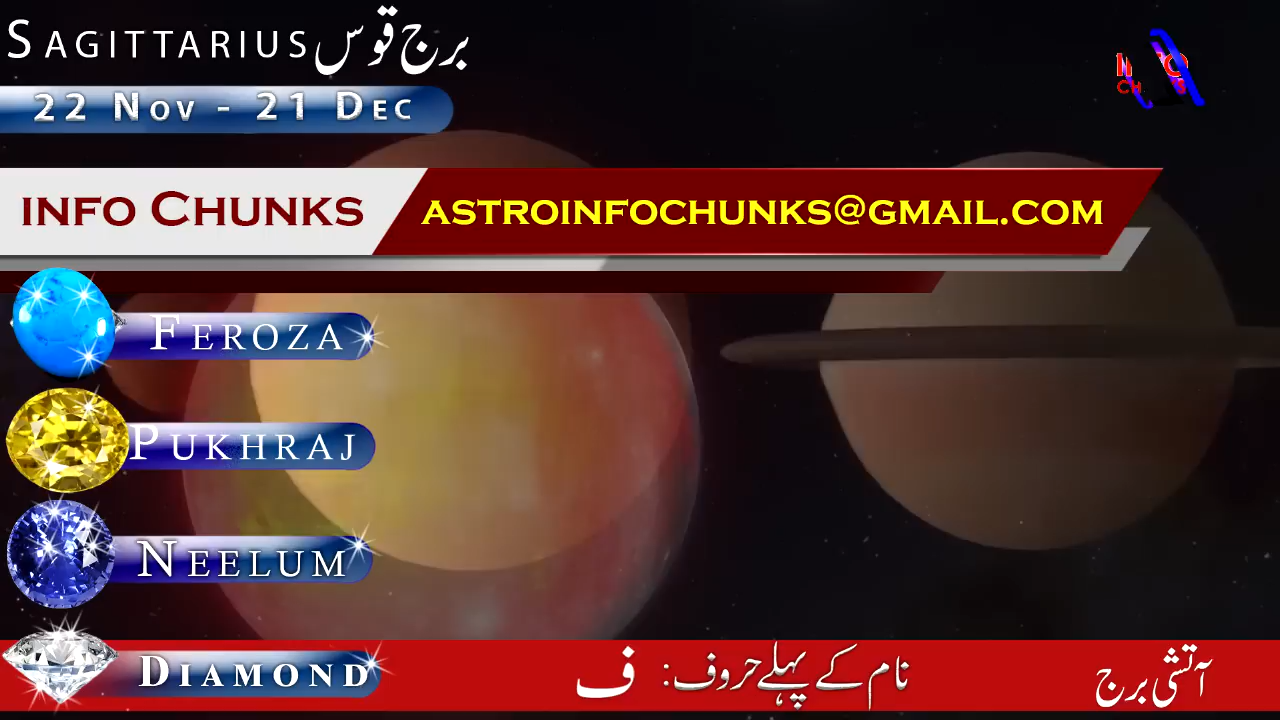 SAGITTARIUS برج قوس
22 Nov - 21 Dec
INFO CHUNKS
ASTROINFOCHUNKS@GMAIL.COM
FEROZA
PUKHRAJ
NEELUM
DIAMOND
نام کے پہلے حروف: ف
آتشی برج